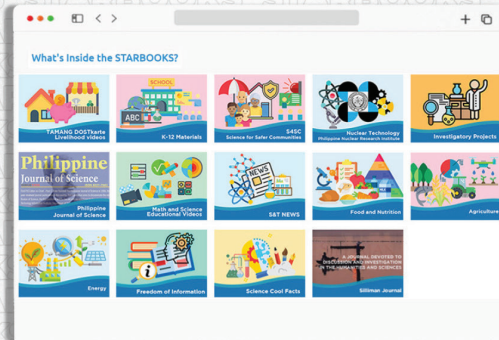 What's Inside the STARBOOKS?
TAMANG DOSTkarte
Livelihood videos
SCHOOL
ABC
K-12 Materials
S4SC
Science for Safer Communities
Nuclear Technology
Philippine Nuclear Research Institute
Investigatory Projects
Philippine
Journal of Science
Philippine
Journal of Science
Math and Science
Educational Videos
NEWS
S&T NEWS
Food and Nutrition
Agriculture
Energy
i
Freedom of Information
Science Cool Facts
A JOURNAL DEVOTED TO
DISCUSSION AND INVESTIGATION
IN THE HUMANITIES AND SCIENCES
Silliman Journal